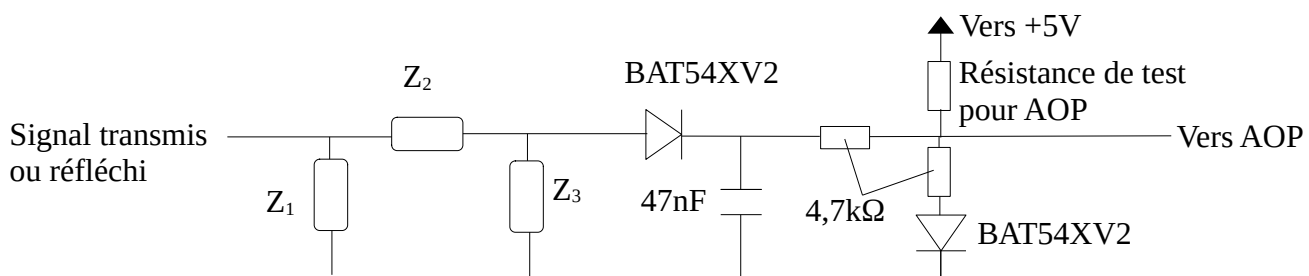 Vers +5V
BAT54XV2
Résistance de test
pour AOP
Z₂
Signal transmis
ou réfléchi
Vers AOP
Z₁
Z₃
47nF
4,7kΩ
BAT54XV2